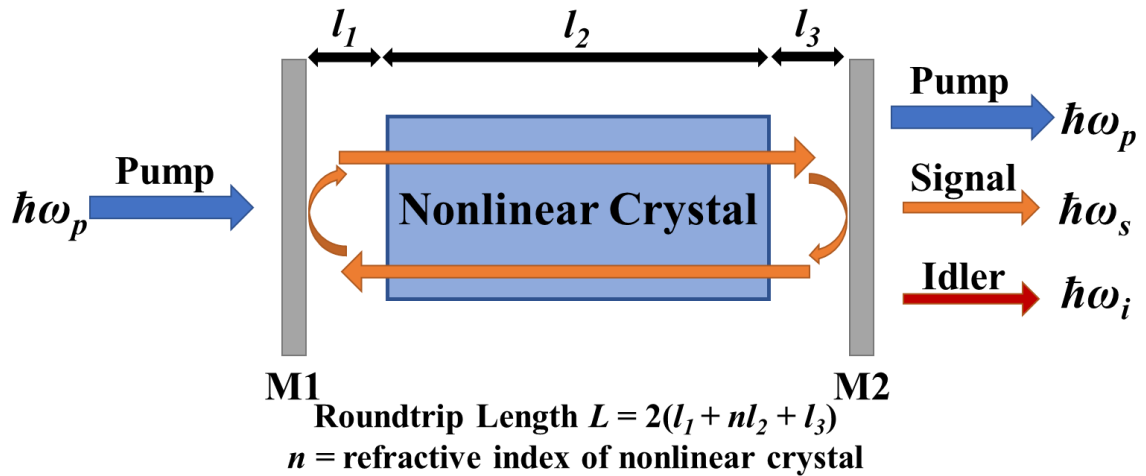 l₁ l₂ l₃
Pump
ħωₚ
Pump
ħωₚ
Nonlinear Crystal
Signal
ħωₛ
Idler
ħωᵢ
M1 M2
Roundtrip Length L = 2(l₁ + nl₂ + l₃)
n = refractive index of nonlinear crystal